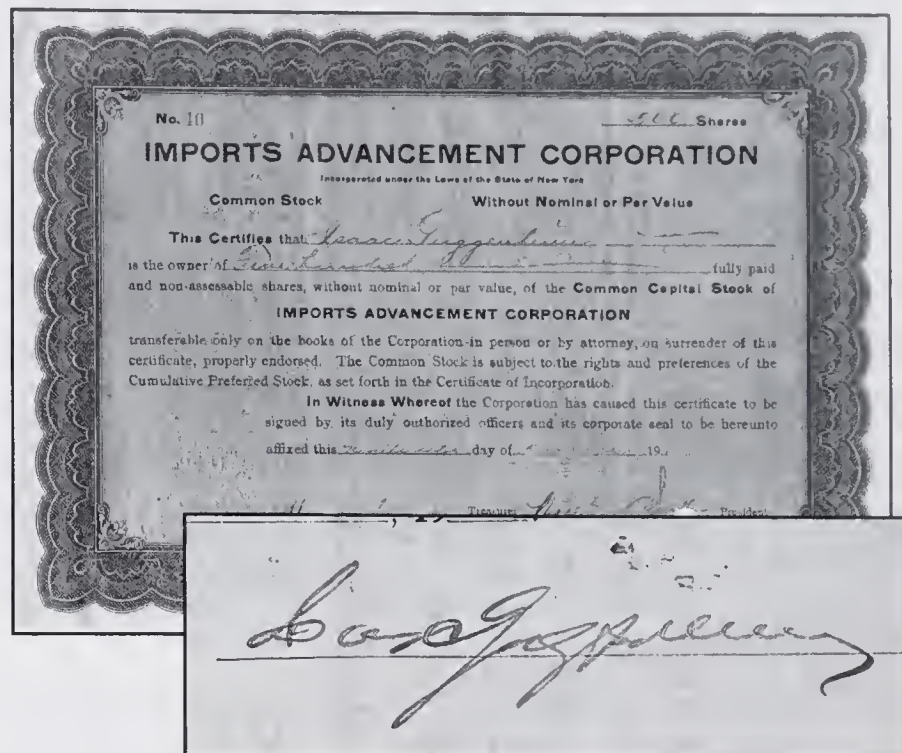 No. 10 500 Shares
IMPORTS ADVANCEMENT CORPORATION
Incorporated under the Laws of the State of New York
Common Stock Without Nominal or Par Value
This Certifies that Isaac Guggenheim
is the owner of Five hundred fully paid
and non-assessable shares, without nominal or par value, of the Common Capital Stock of
IMPORTS ADVANCEMENT CORPORATION
transferable only on the books of the Corporation in person or by attorney, on surrender of this
certificate, properly endorsed. The Common Stock is subject to the rights and preferences of the
Cumulative Preferred Stock, as set forth in the Certificate of Incorporation.
In Witness Whereof the Corporation has caused this certificate to be
signed by its duly authorized officers and its corporate seal to be hereunto
affixed this day of 19
Treasurer President
Isaac Guggenheim